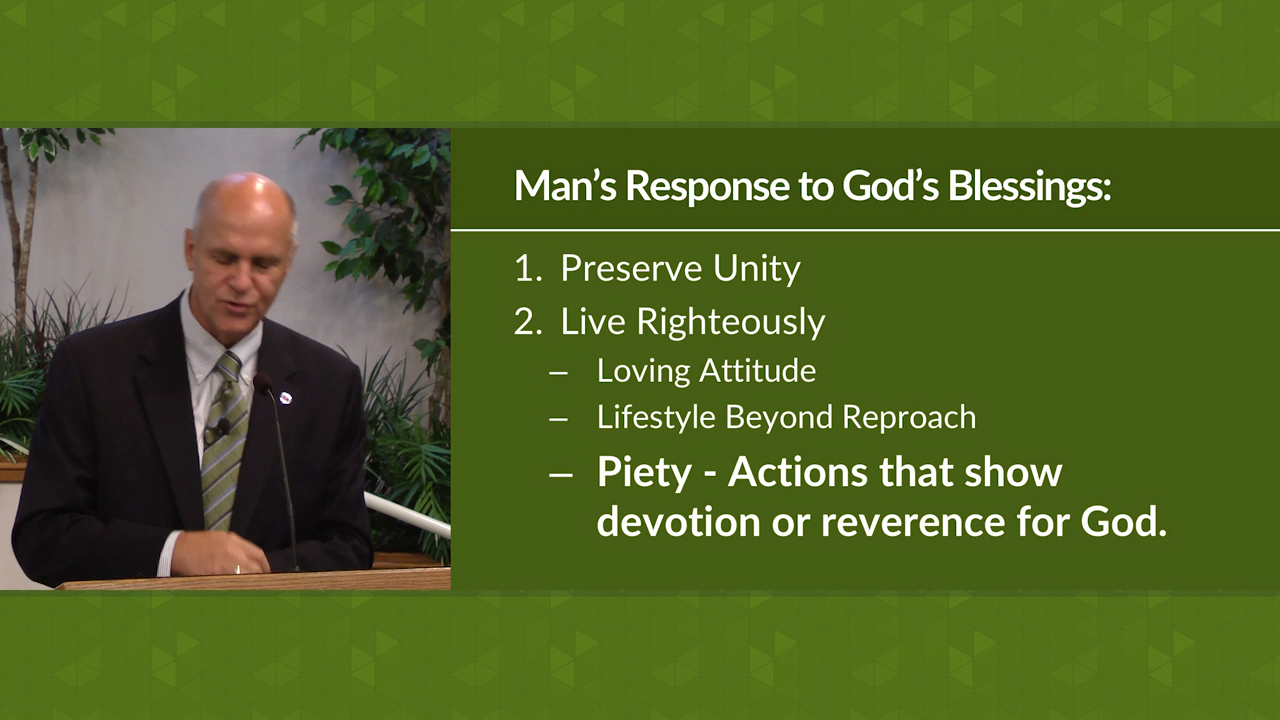 Man’s Response to God’s Blessings:
1. Preserve Unity
2. Live Righteously
– Loving Attitude
– Lifestyle Beyond Reproach
– Piety - Actions that show
devotion or reverence for God.